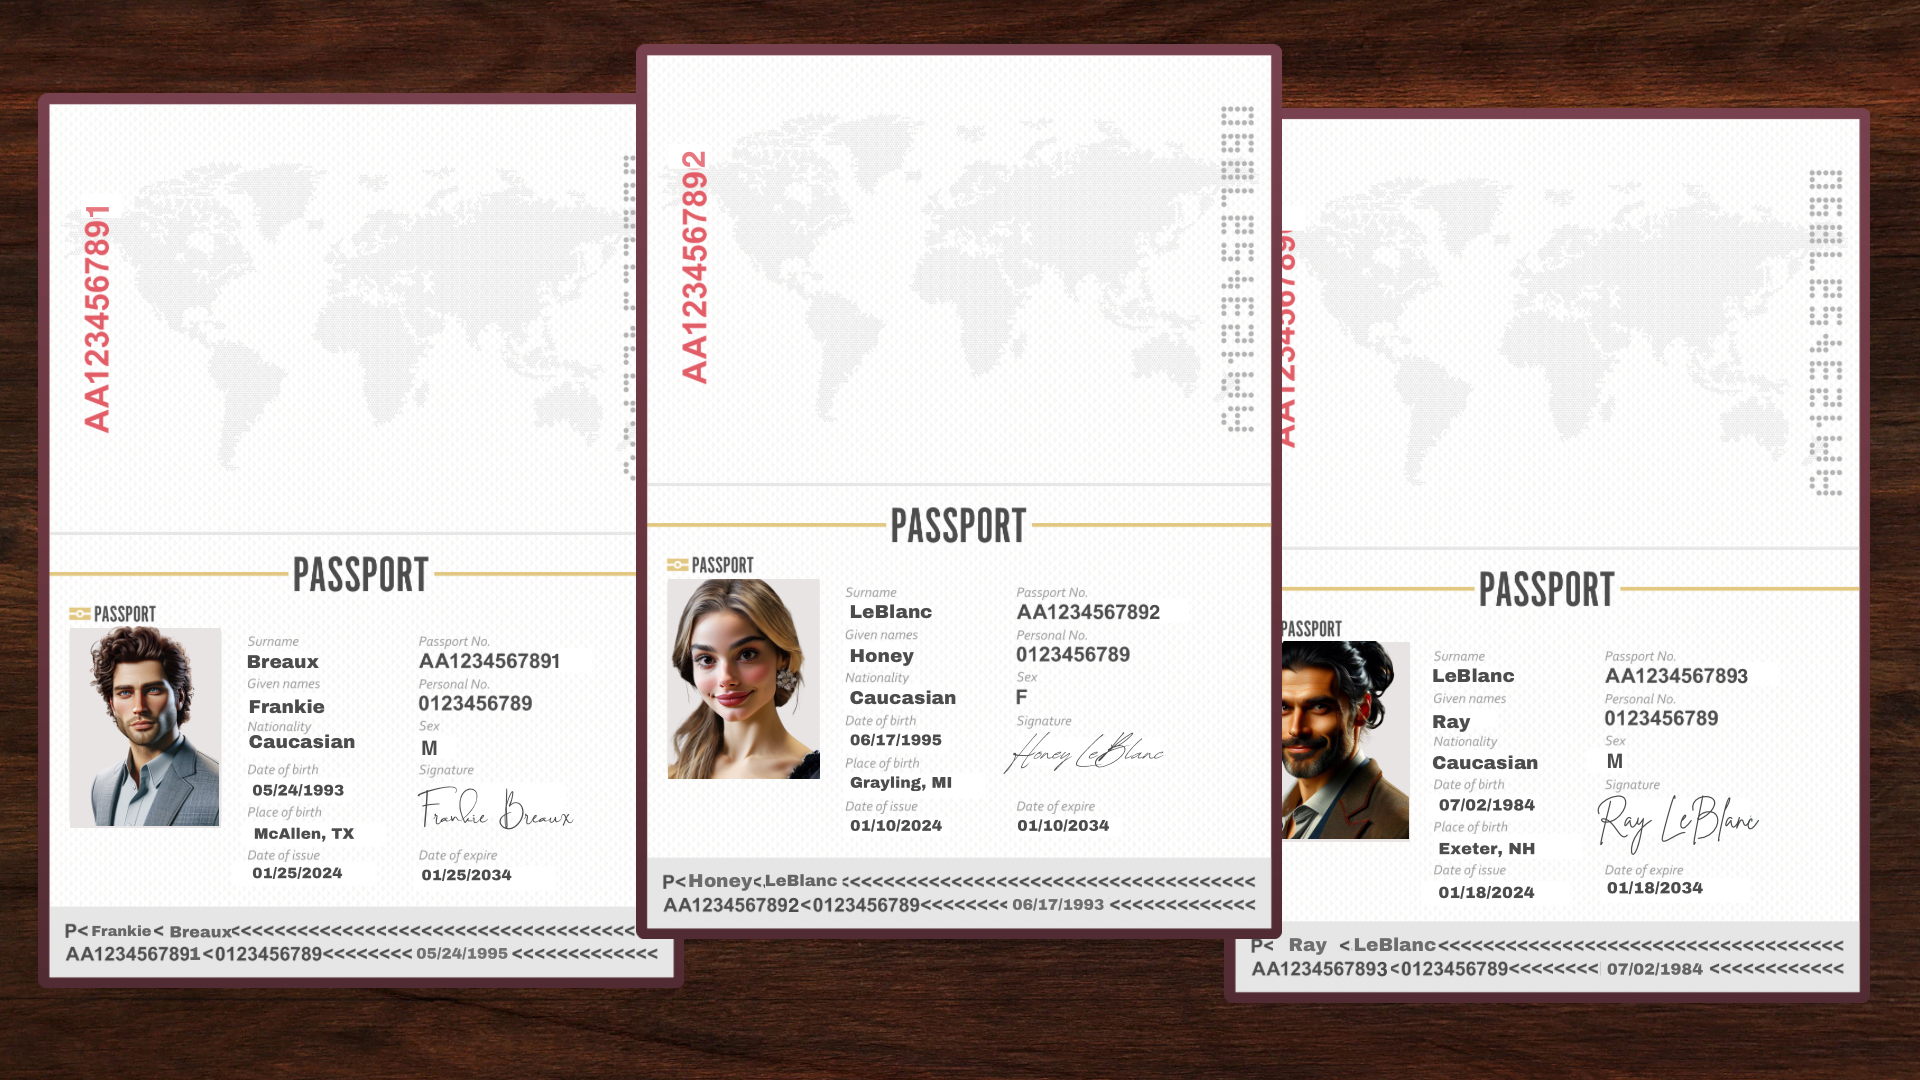 AA1234567891
PASSPORT
PASSPORT
Surname
Breaux
Passport No.
AA1234567891
Given names
Frankie
Personal No.
0123456789
Nationality
Caucasian
Sex
M
Date of birth
05/24/1993
Signature
Frankie Breaux
Place of birth
McAllen, TX
Date of issue
01/25/2024
Date of expire
01/25/2034
P<Frankie< Breaux<<<<<<<<<<<<<<<<<<<<<<<<<<<<<<<<<<<
AA1234567891<0123456789<<<<<<<< 05/24/1995 <<<<<<<<<<<<<
AA1234567892
AA1234567890
PASSPORT
PASSPORT
Surname
LeBlanc
Passport No.
AA1234567892
Given names
Honey
Personal No.
0123456789
Nationality
Caucasian
Sex
F
Date of birth
06/17/1995
Signature
Honey LeBlanc
Place of birth
Grayling, MI
Date of issue
01/10/2024
Date of expire
01/10/2034
P<Honey<LeBlanc <<<<<<<<<<<<<<<<<<<<<<<<<<<<<<<<<<<<
AA1234567892<0123456789<<<<<<<< 06/17/1993 <<<<<<<<<<<<<
AA1234567890
PASSPORT
PASSPORT
Surname
LeBlanc
Passport No.
AA1234567893
Given names
Ray
Personal No.
0123456789
Nationality
Caucasian
Sex
M
Date of birth
07/02/1984
Signature
Ray LeBlanc
Place of birth
Exeter, NH
Date of issue
01/18/2024
Date of expire
01/18/2034
P< Ray <LeBlanc<<<<<<<<<<<<<<<<<<<<<<<<<<<<<<<<<<<
AA1234567893<0123456789<<<<<<<< 07/02/1984 <<<<<<<<<<<<